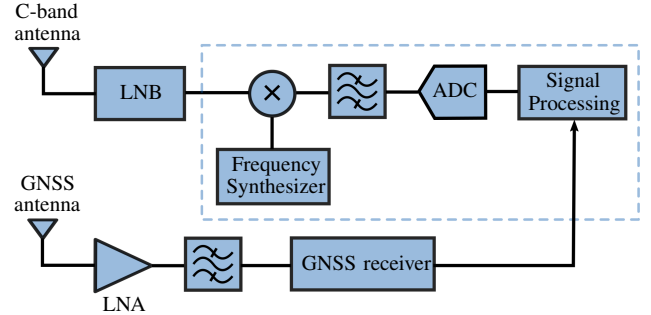 C-band
antenna
LNB
×
ADC
Signal
Processing
Frequency
Synthesizer
GNSS
antenna
LNA
GNSS receiver